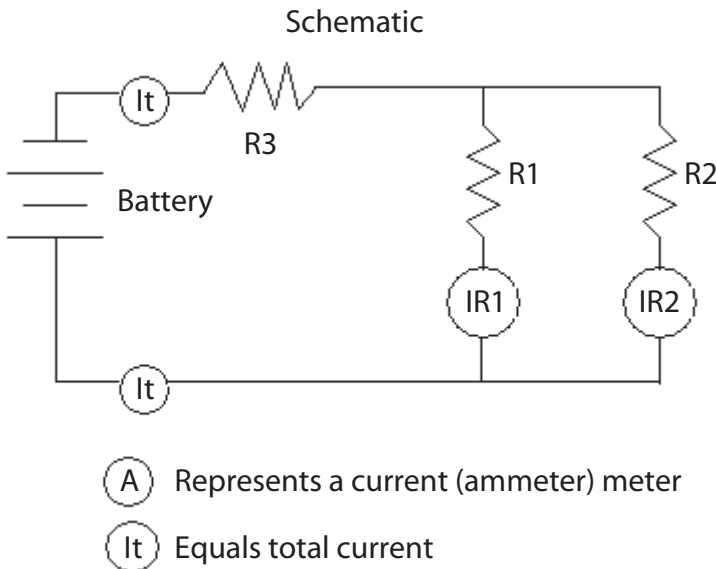 Schematic
It
R3
R1
R2
Battery
IR1
IR2
It
A Represents a current (ammeter) meter
It Equals total current